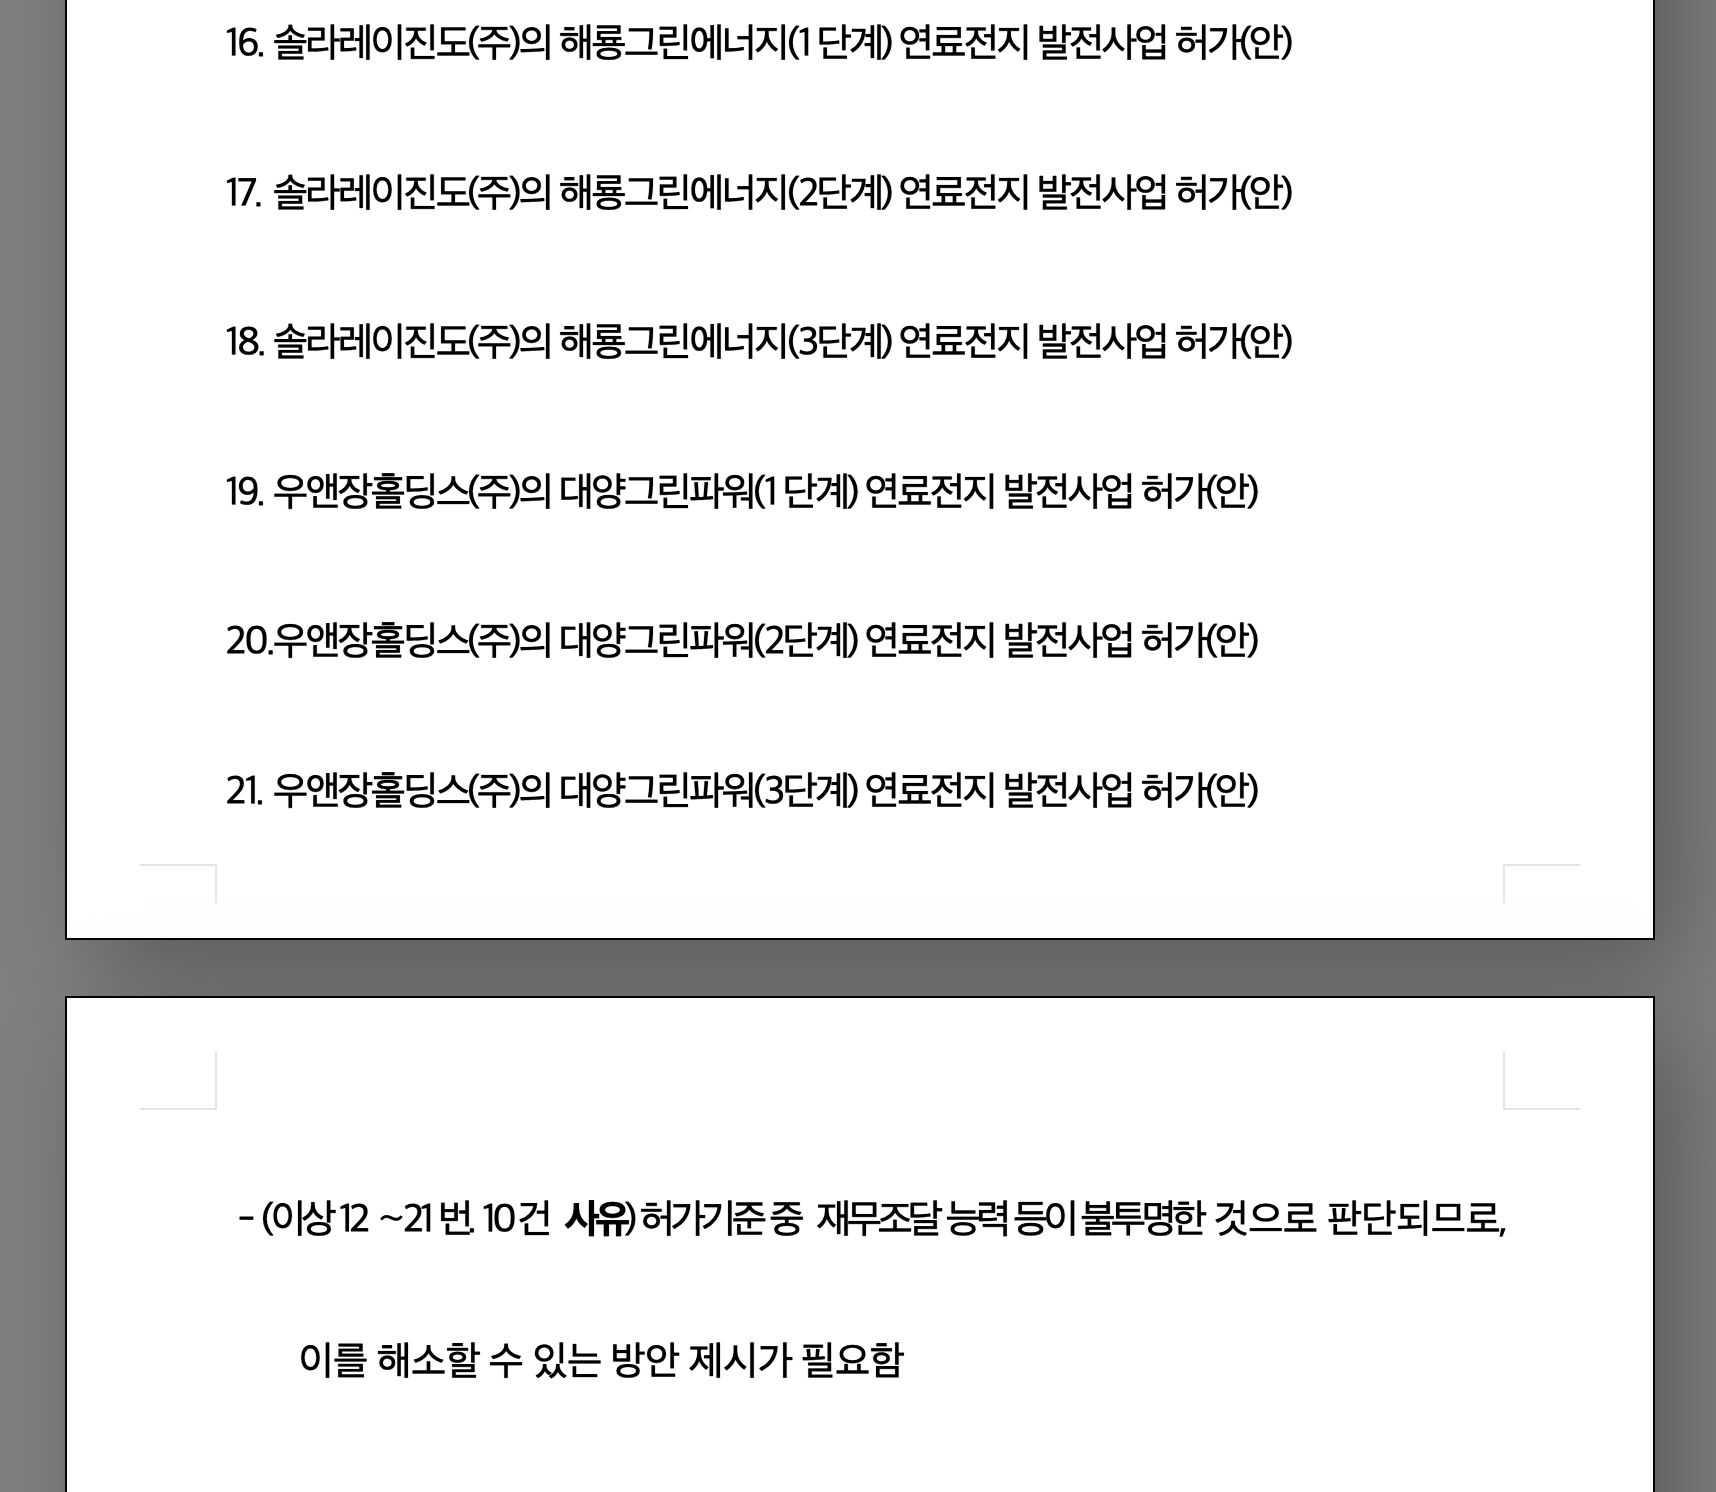 16. 솔라레이진도(주)의 해룡그린에너지(1단계) 연료전지 발전사업 허가(안)
17. 솔라레이진도(주)의 해룡그린에너지(2단계) 연료전지 발전사업 허가(안)
18. 솔라레이진도(주)의 해룡그린에너지(3단계) 연료전지 발전사업 허가(안)
19. 우앤장홀딩스(주)의 대양그린파워(1단계) 연료전지 발전사업 허가(안)
20.우앤장홀딩스(주)의 대양그린파워(2단계) 연료전지 발전사업 허가(안)
21. 우앤장홀딩스(주)의 대양그린파워(3단계) 연료전지 발전사업 허가(안)
- (이상 12 ~21번. 10건 사유) 허가기준 중 재무조달 능력 등이 불투명한 것으로 판단되므로,
이를 해소할 수 있는 방안 제시가 필요함